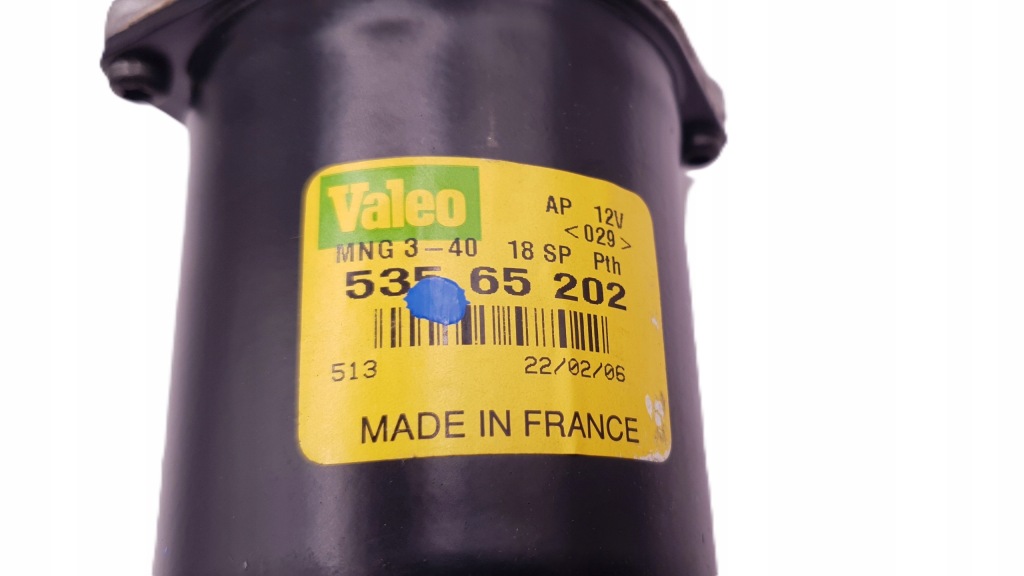 Valeo
AP 12V
<029>
MNG 3-40 18 SP Pth
535 65 202
513 22/02/06
MADE IN FRANCE